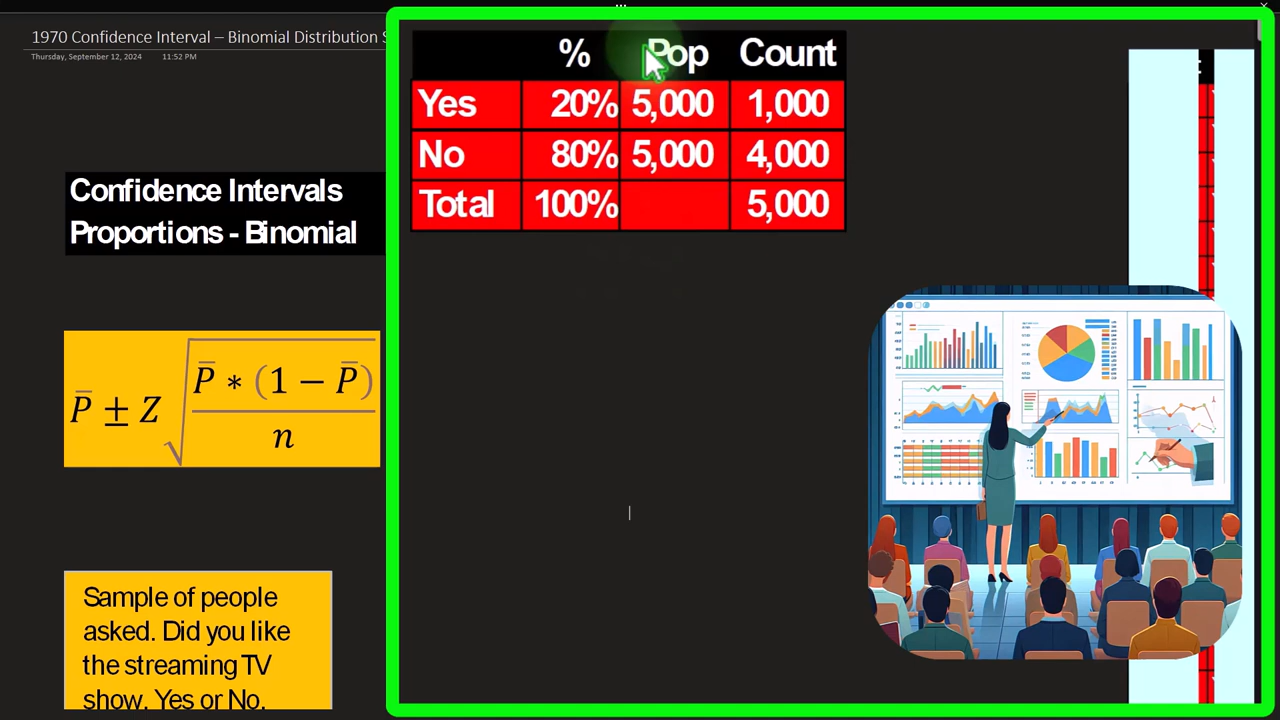 1970 Confidence Interval – Binomial Distribution S
Thursday, September 12, 2024 11:52 PM
Confidence Intervals
Proportions - Binomial
P̅ ± Z √(P̅ * (1 − P̅) / n)
Sample of people
asked. Did you like
the streaming TV
show. Yes or No.
% Pop Count
Yes 20% 5,000 1,000
No 80% 5,000 4,000
Total 100% 5,000